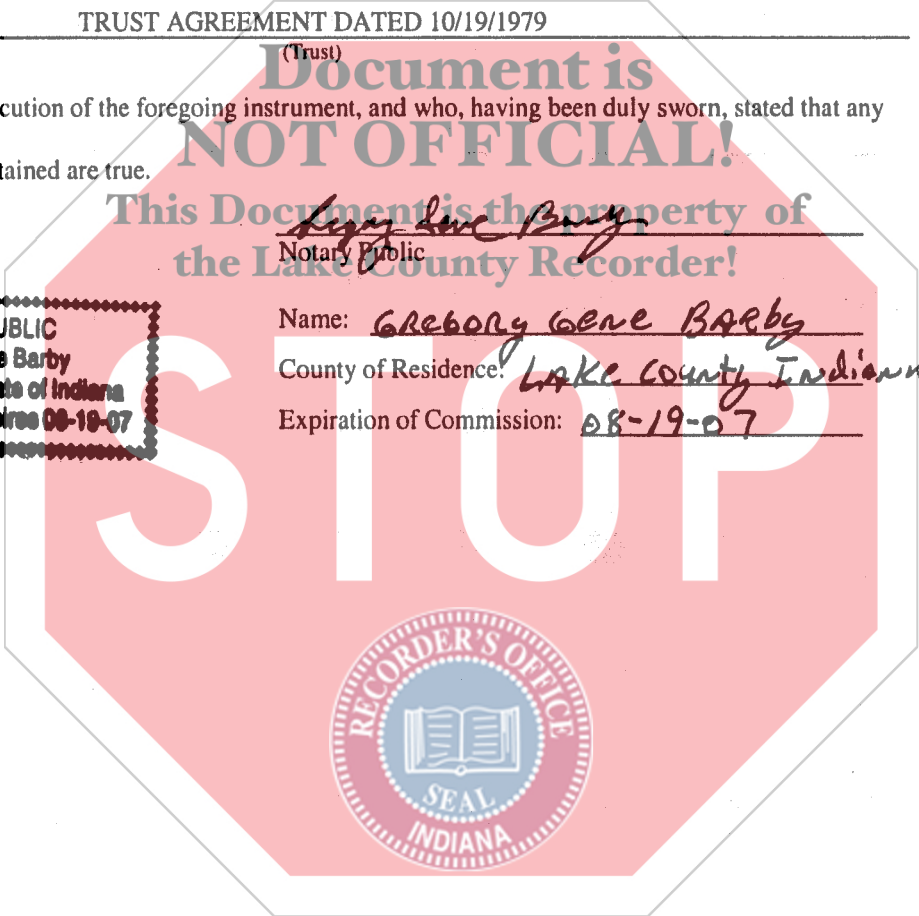 TRUST AGREEMENT DATED 10/19/1979
(Trust)
Document is
cution of the foregoing instrument, and who, having been duly sworn, stated that any
NOT OFFICIAL!
tained are true.
This Document is the property of
Notary Public
the Lake County Recorder!
UBLIC
e Barby
te of Indiana
ires 08-19-07
Name: GREGORY GENE BARBY
County of Residence: LAKE COUNTY INdiana
Expiration of Commission: 08-19-07
STOP
RECORDER'S OFFICE
SEAL
INDIANA